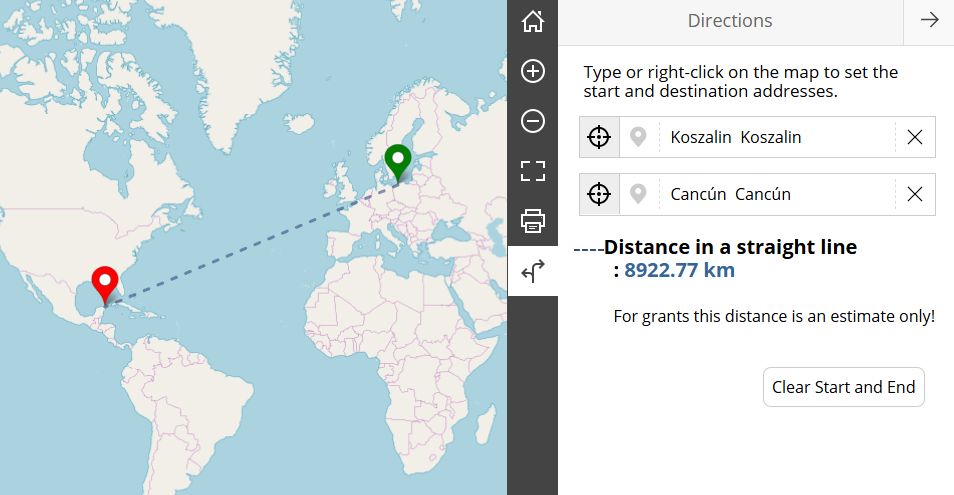 Directions
Type or right-click on the map to set the
start and destination addresses.
Koszalin Koszalin
Cancún Cancún
----Distance in a straight line
: 8922.77 km
For grants this distance is an estimate only!
Clear Start and End